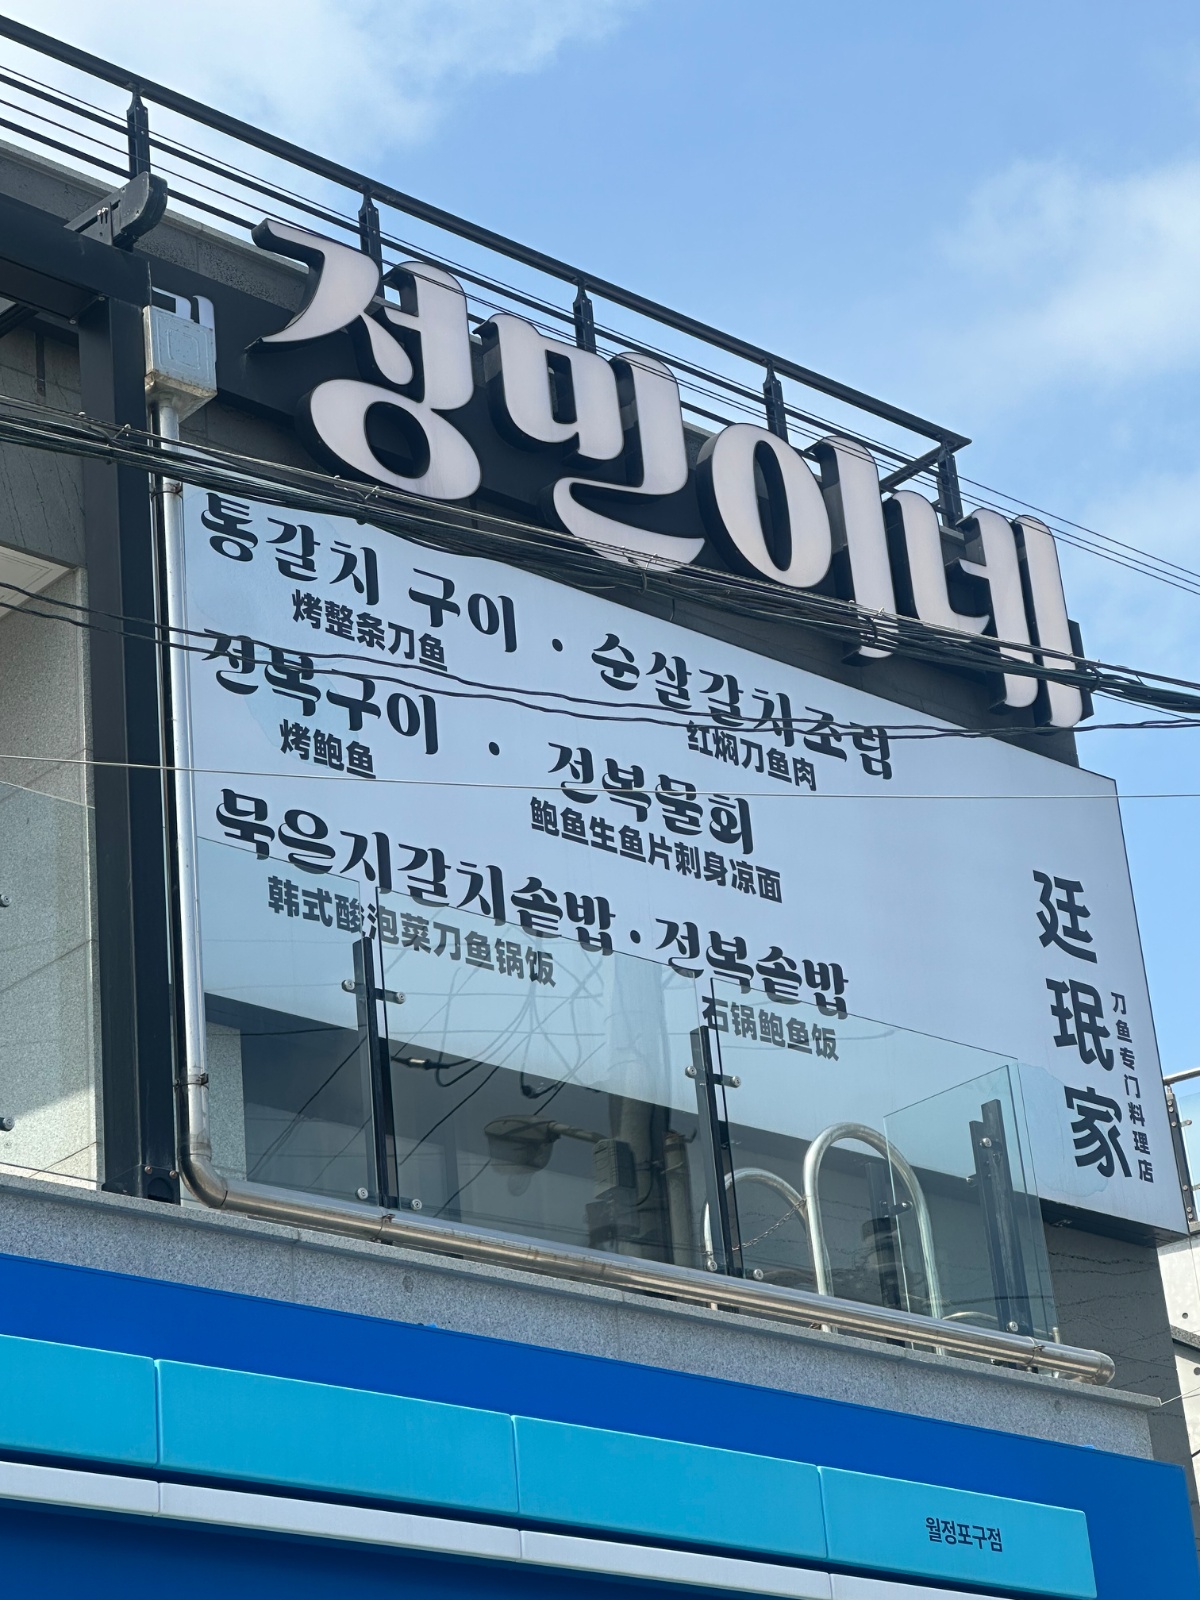 정민이네
통갈치 구이 · 순살갈치조림
烤整条刀鱼 红焖刀鱼肉
전복구이 · 전복물회
烤鲍鱼 鲍鱼生鱼片刺身凉面
묵은지갈치솥밥 · 전복솥밥
韩式酸泡菜刀鱼锅饭 石锅鲍鱼饭
廷珉家
刀鱼专门料理店
월정포구점